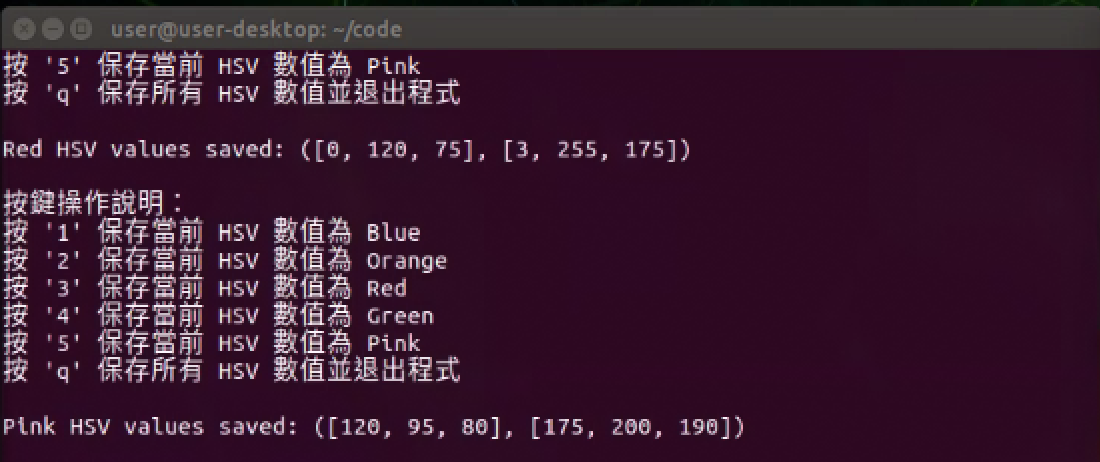 user@user-desktop: ~/code
按 '5' 保存當前 HSV 數值為 Pink
按 'q' 保存所有 HSV 數值並退出程式
Red HSV values saved: ([0, 120, 75], [3, 255, 175])
按鍵操作說明：
按 '1' 保存當前 HSV 數值為 Blue
按 '2' 保存當前 HSV 數值為 Orange
按 '3' 保存當前 HSV 數值為 Red
按 '4' 保存當前 HSV 數值為 Green
按 '5' 保存當前 HSV 數值為 Pink
按 'q' 保存所有 HSV 數值並退出程式
Pink HSV values saved: ([120, 95, 80], [175, 200, 190])